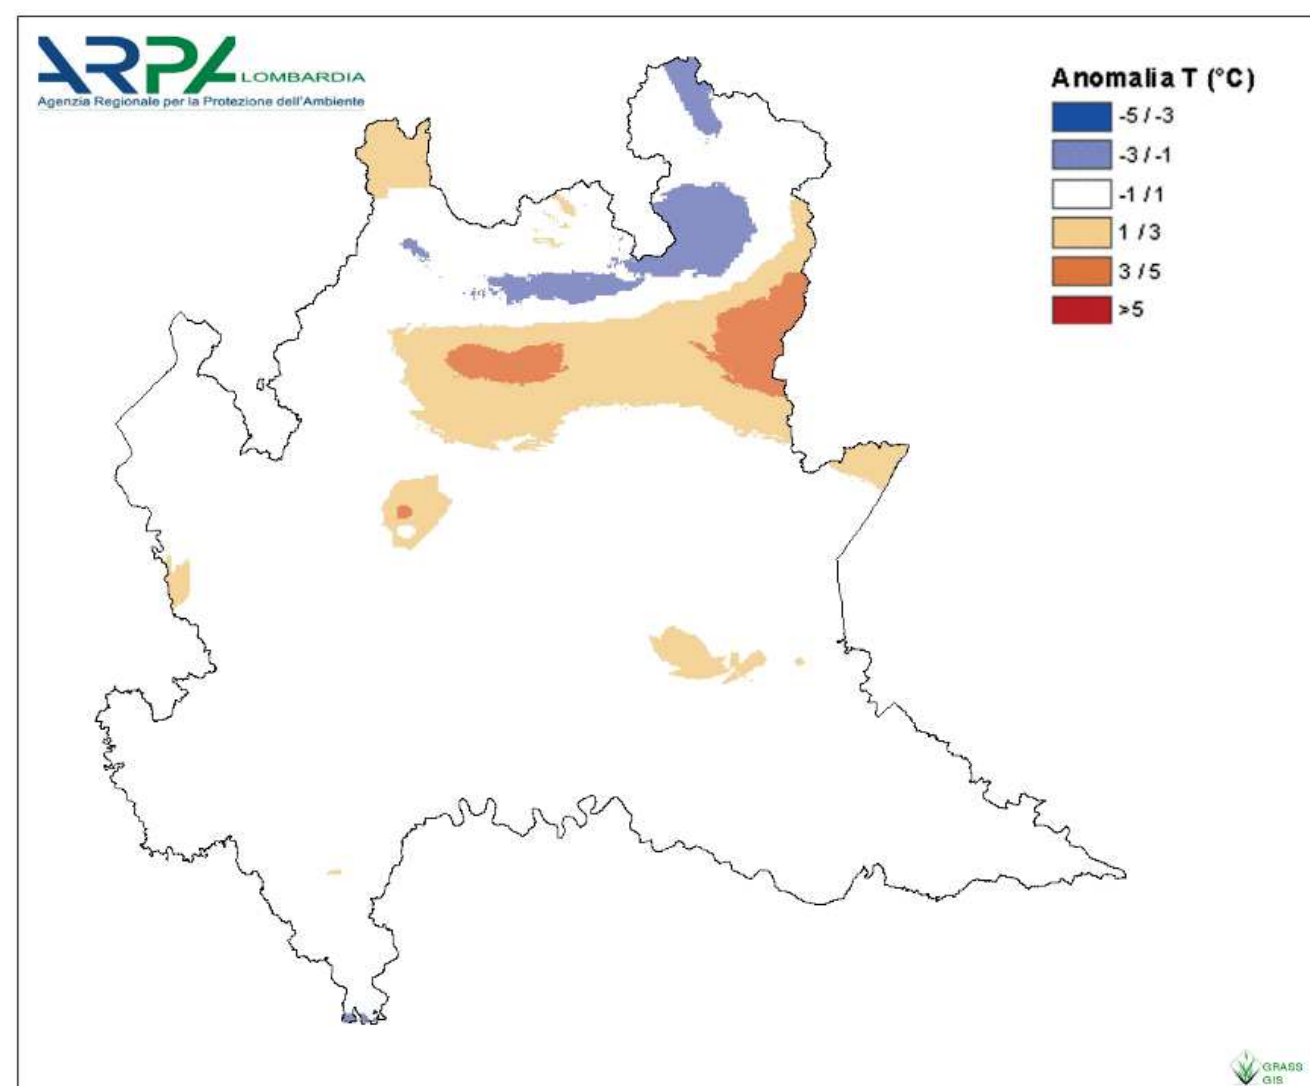 ARPA LOMBARDIA
Agenzia Regionale per la Protezione dell'Ambiente
Anomalia T (°C)
-5 / -3
-3 / -1
-1 / 1
1 / 3
3 / 5
>5
GRASS
GIS